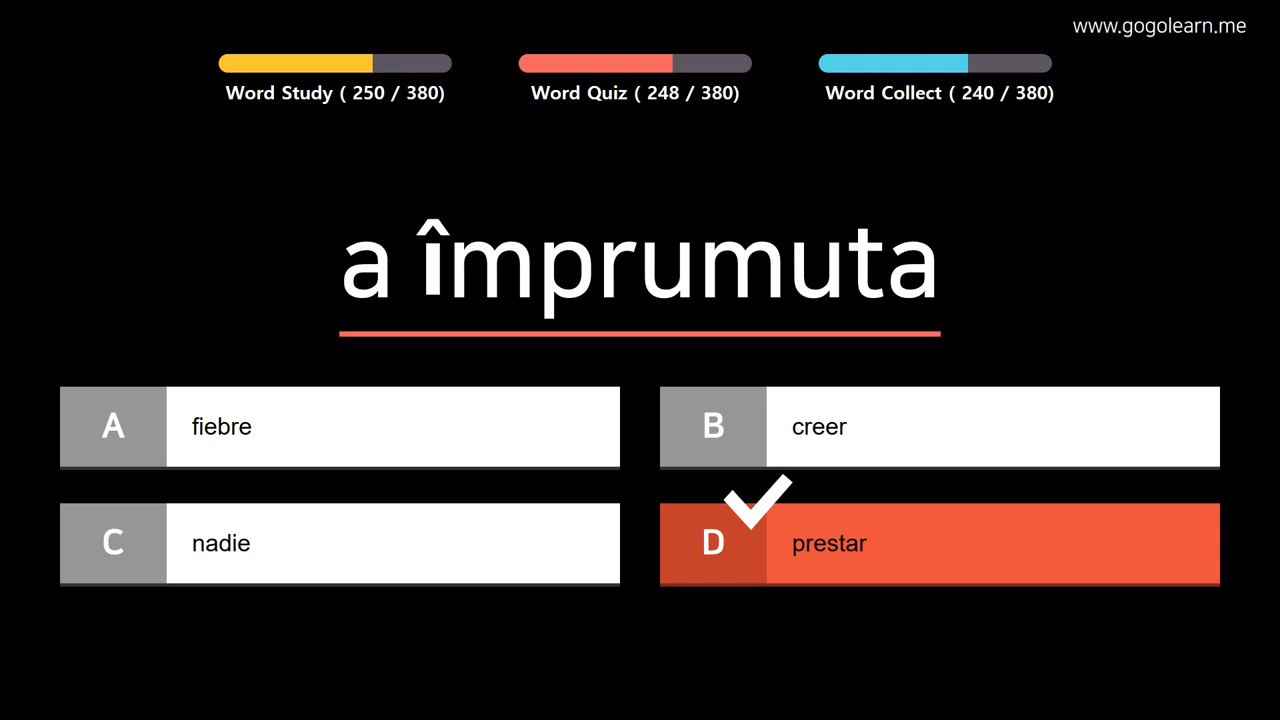 www.gogolearn.me
Word Study ( 250 / 380)
Word Quiz ( 248 / 380)
Word Collect ( 240 / 380)
a împrumuta
A fiebre
B creer
C nadie
D prestar